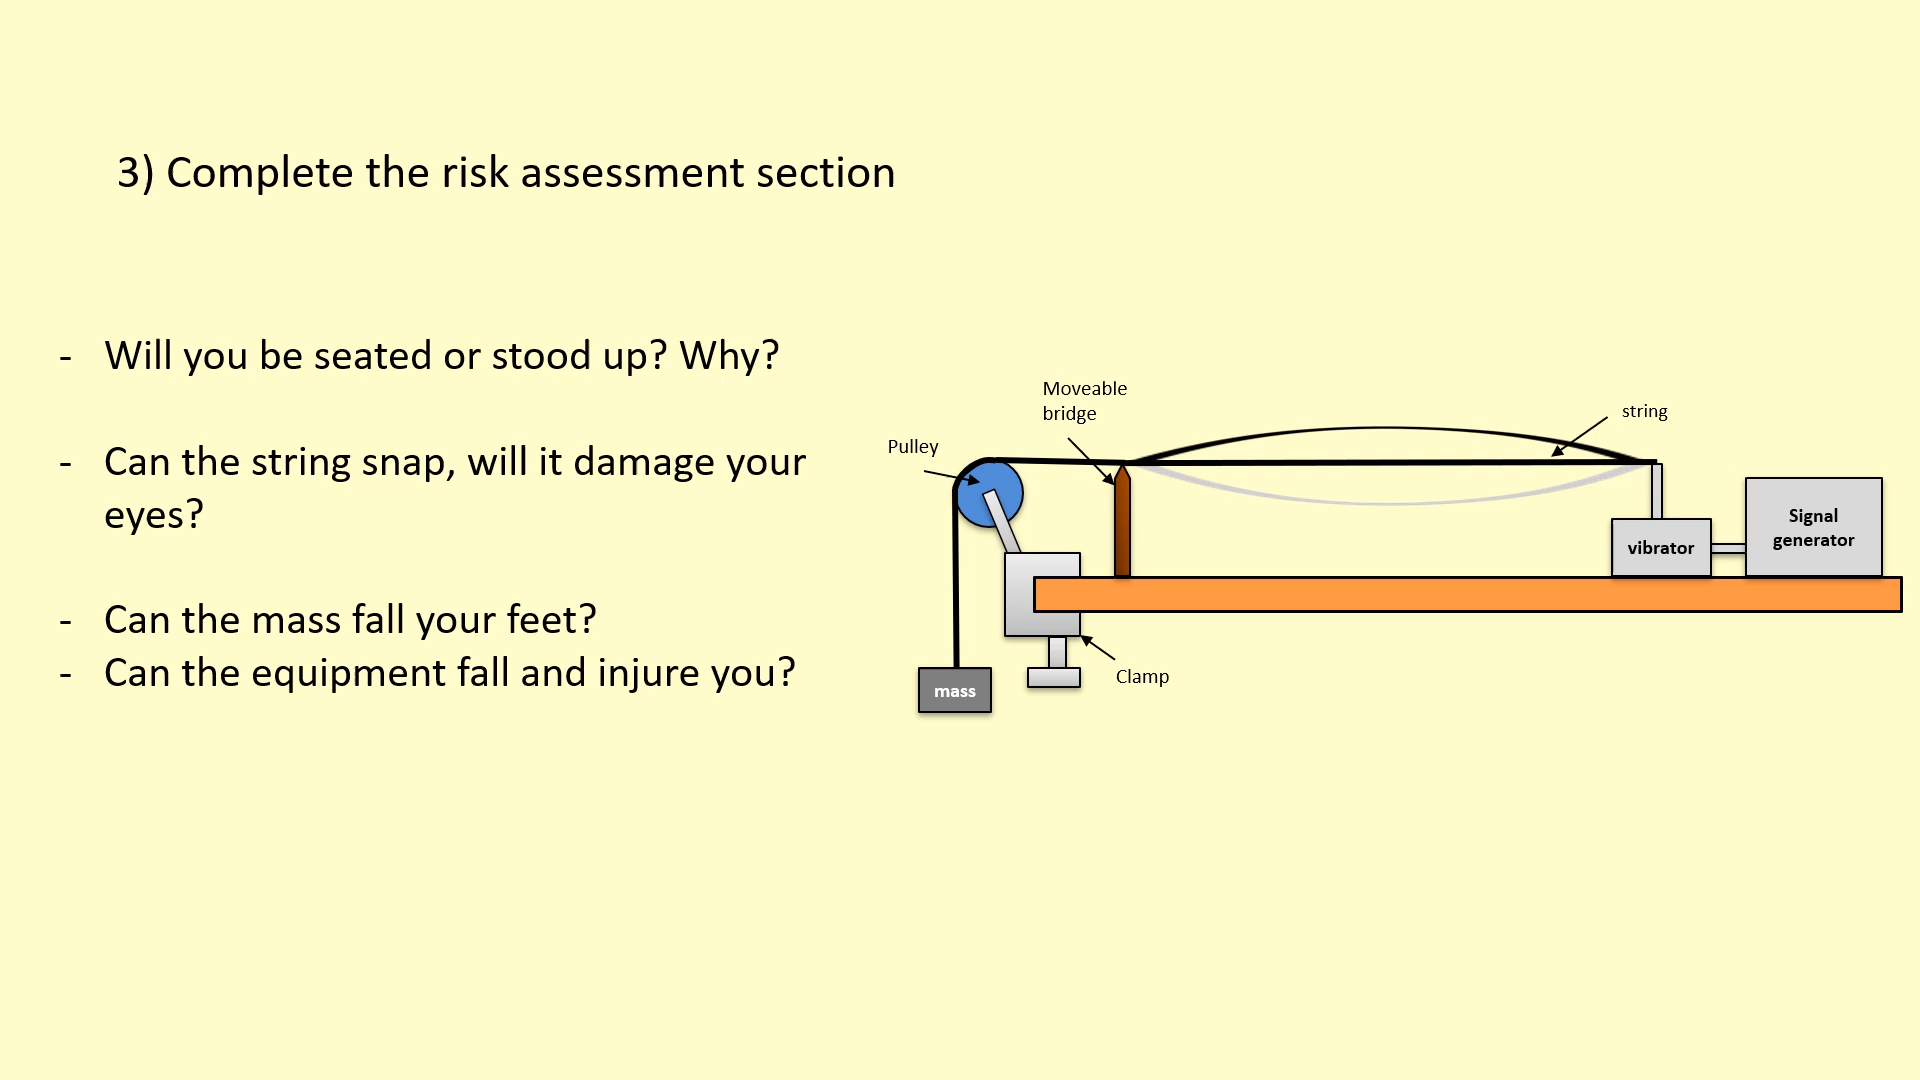 3) Complete the risk assessment section
- Will you be seated or stood up? Why?
- Can the string snap, will it damage your
eyes?
- Can the mass fall your feet?
- Can the equipment fall and injure you?
Moveable
bridge
string
Pulley
Signal
generator
vibrator
Clamp
mass